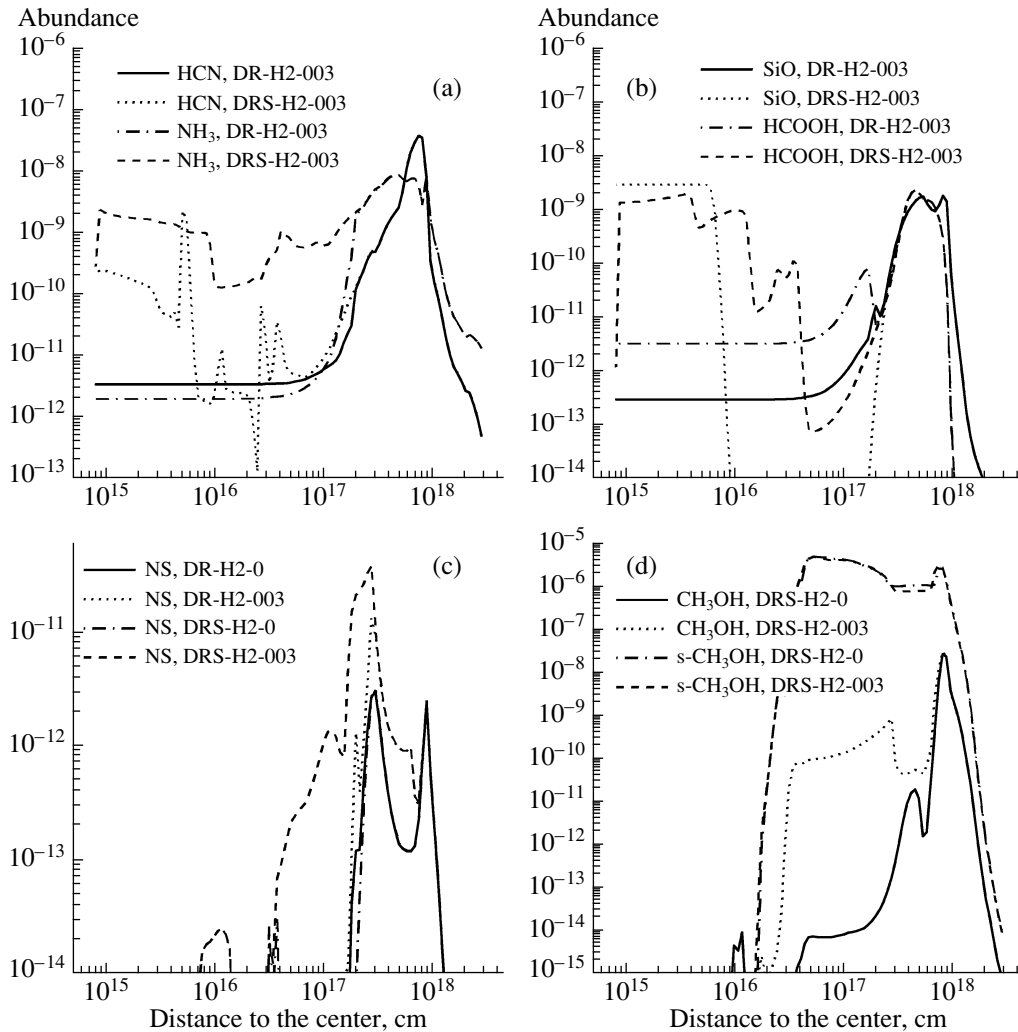 Abundance
10⁻⁶
10⁻⁷
10⁻⁸
10⁻⁹
10⁻¹⁰
10⁻¹¹
10⁻¹²
10⁻¹³
HCN, DR-H2-003
HCN, DRS-H2-003
NH₃, DR-H2-003
NH₃, DRS-H2-003
(a)
10¹⁵ 10¹⁶ 10¹⁷ 10¹⁸
Abundance
10⁻⁶
10⁻⁷
10⁻⁸
10⁻⁹
10⁻¹⁰
10⁻¹¹
10⁻¹²
10⁻¹³
10⁻¹⁴
(b)
SiO, DR-H2-003
SiO, DRS-H2-003
HCOOH, DR-H2-003
HCOOH, DRS-H2-003
10¹⁵ 10¹⁶ 10¹⁷ 10¹⁸
NS, DR-H2-0
NS, DR-H2-003
NS, DRS-H2-0
NS, DRS-H2-003
(c)
10⁻¹¹
10⁻¹²
10⁻¹³
10⁻¹⁴
10¹⁵ 10¹⁶ 10¹⁷ 10¹⁸
Distance to the center, cm
10⁻⁵
10⁻⁶
10⁻⁷
10⁻⁸
10⁻⁹
10⁻¹⁰
10⁻¹¹
10⁻¹²
10⁻¹³
10⁻¹⁴
10⁻¹⁵
(d)
CH₃OH, DRS-H2-0
CH₃OH, DRS-H2-003
s-CH₃OH, DRS-H2-0
s-CH₃OH, DRS-H2-003
10¹⁵ 10¹⁶ 10¹⁷ 10¹⁸
Distance to the center, cm